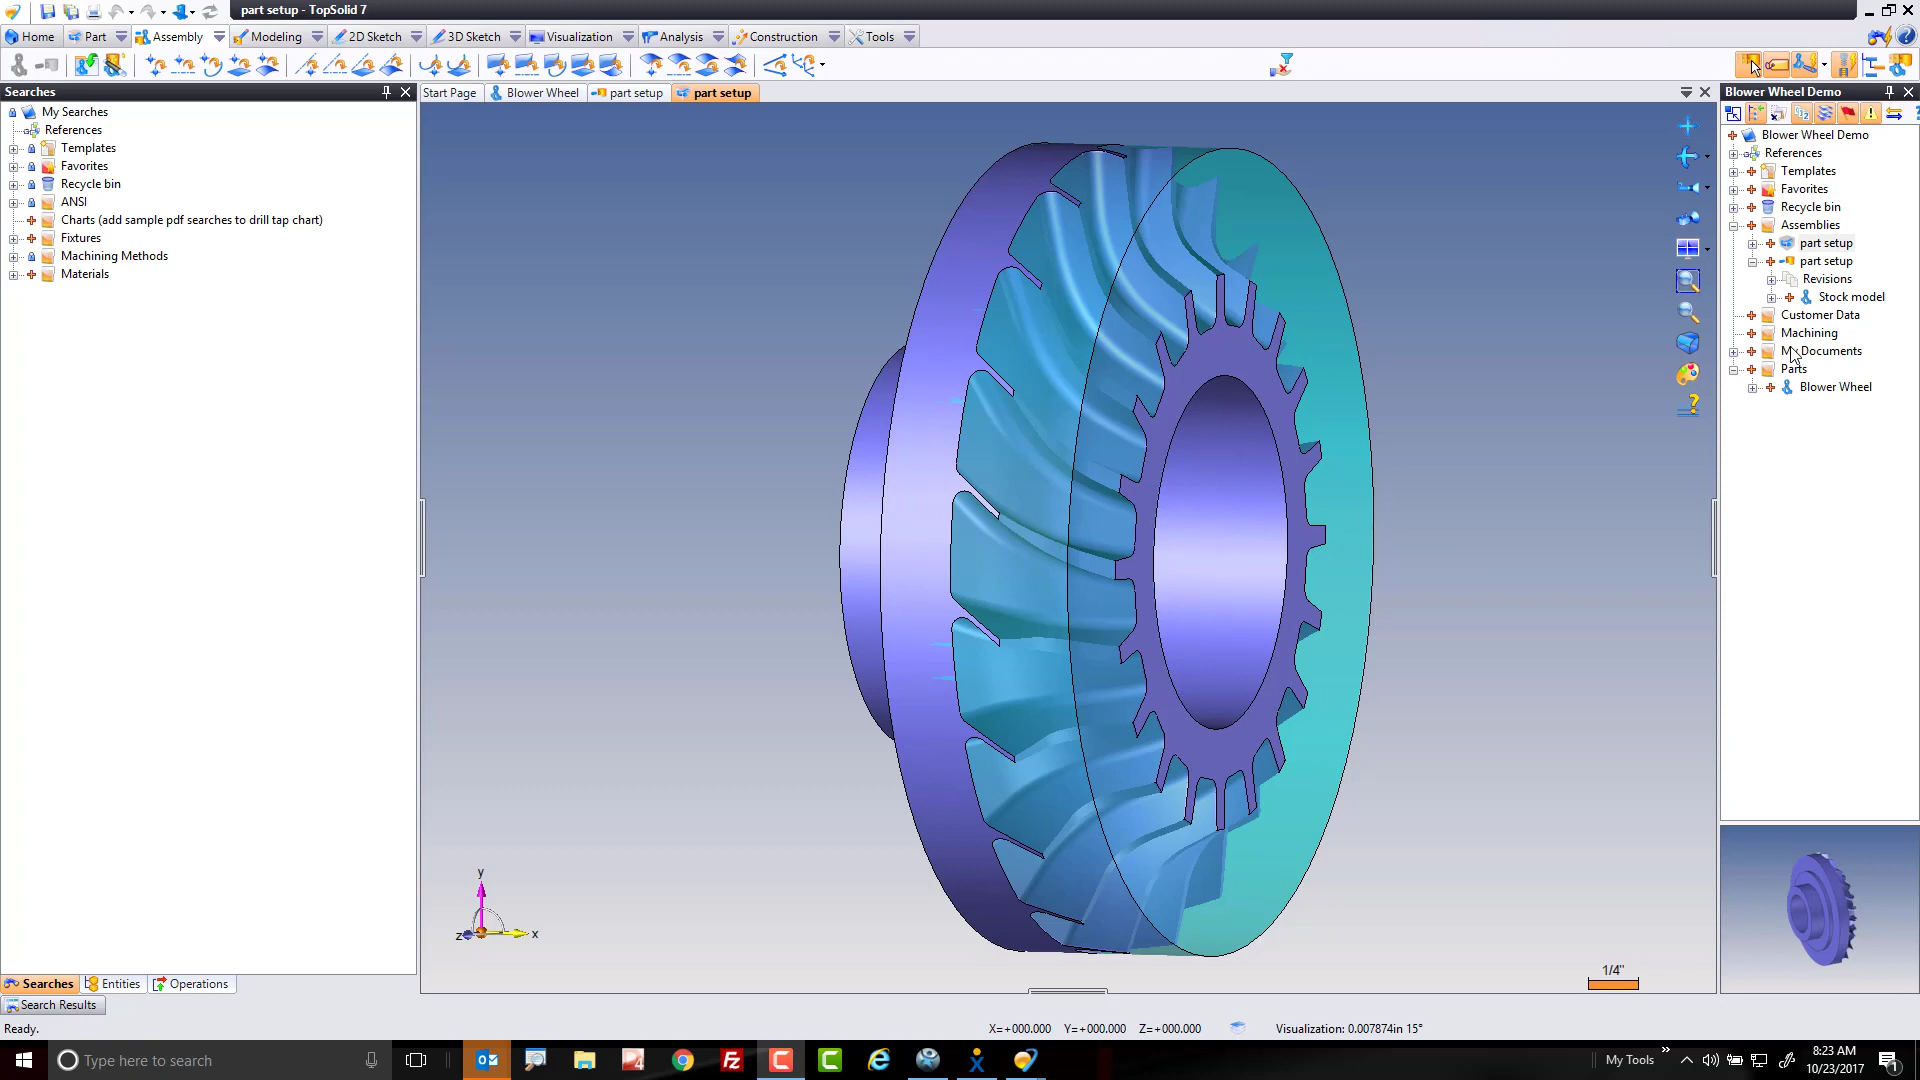 part setup - TopSolid 7
Home Part Assembly Modeling 2D Sketch 3D Sketch Visualization Analysis Construction Tools
Searches
My Searches
References
Templates
Favorites
Recycle bin
ANSI
Charts (add sample pdf searches to drill tap chart)
Fixtures
Machining Methods
Materials
Searches Entities Operations
Search Results
Ready.
Start Page Blower Wheel part setup part setup
y
z
x
1/4"
X=+000.000 Y=+000.000 Z=+000.000 Visualization: 0.007874in 15°
Blower Wheel Demo
Blower Wheel Demo
References
Templates
Favorites
Recycle bin
Assemblies
part setup
part setup
Revisions
Stock model
Customer Data
Machining
My Documents
Parts
Blower Wheel
Type here to search
My Tools
8:23 AM
10/23/2017